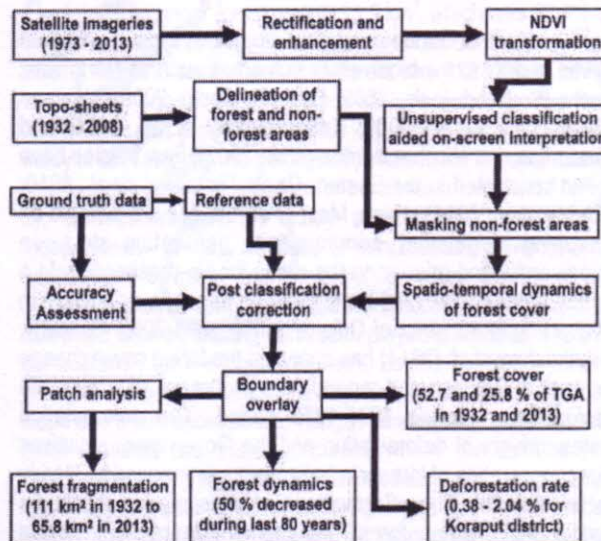 Satellite Imageries
(1973 - 2013)
Rectification and
enhancement
NDVI
transformation
Topo-sheets
(1932 - 2008)
Delineation of
forest and non-
forest areas
Unsupervised classification
aided on-screen Interpretation
Ground truth data
Reference data
Masking non-forest areas
Accuracy
Assessment
Post classification
correction
Spatio-temporal dynamics
of forest cover
Patch analysis
Boundary
overlay
Forest cover
(52.7 and 25.8 % of TGA
in 1932 and 2013)
Forest fragmentation
(111 km² in 1932 to
65.8 km² in 2013)
Forest dynamics
(50 % decreased
during last 80 years)
Deforestation rate
(0.38 - 2.04 % for
Koraput district)